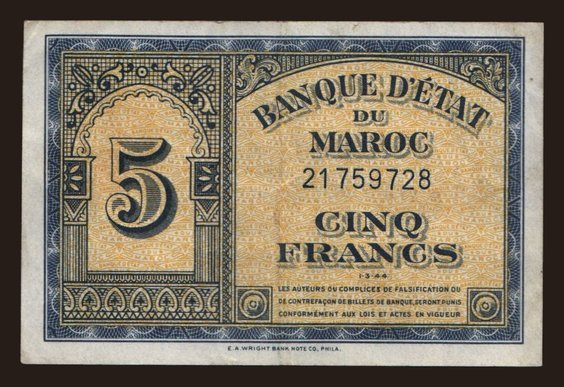 5
BANQUE D'ÉTAT
DU
MAROC
21759728
CINQ
FRANCS
1-3-44
LES AUTEURS OU COMPLICES DE FALSIFICATION OU
DE CONTREFAÇON DE BILLETS DE BANQUE, SERONT PUNIS
CONFORMÉMENT AUX LOIS ET ACTES EN VIGUEUR
E.A.WRIGHT BANK NOTE CO., PHILA.